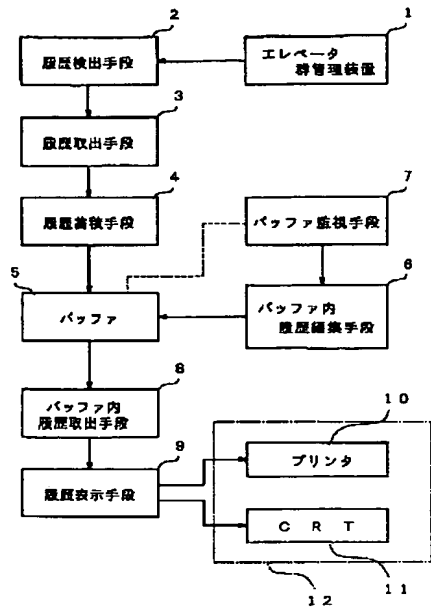 2
履歴検出手段
1
エレベータ
群管理装置
3
履歴取出手段
4
履歴蓄積手段
7
バッファ監視手段
5
バッファ
6
バッファ内
履歴編集手段
8
バッファ内
履歴取出手段
9
履歴表示手段
10
プリンタ
CRT
11
12